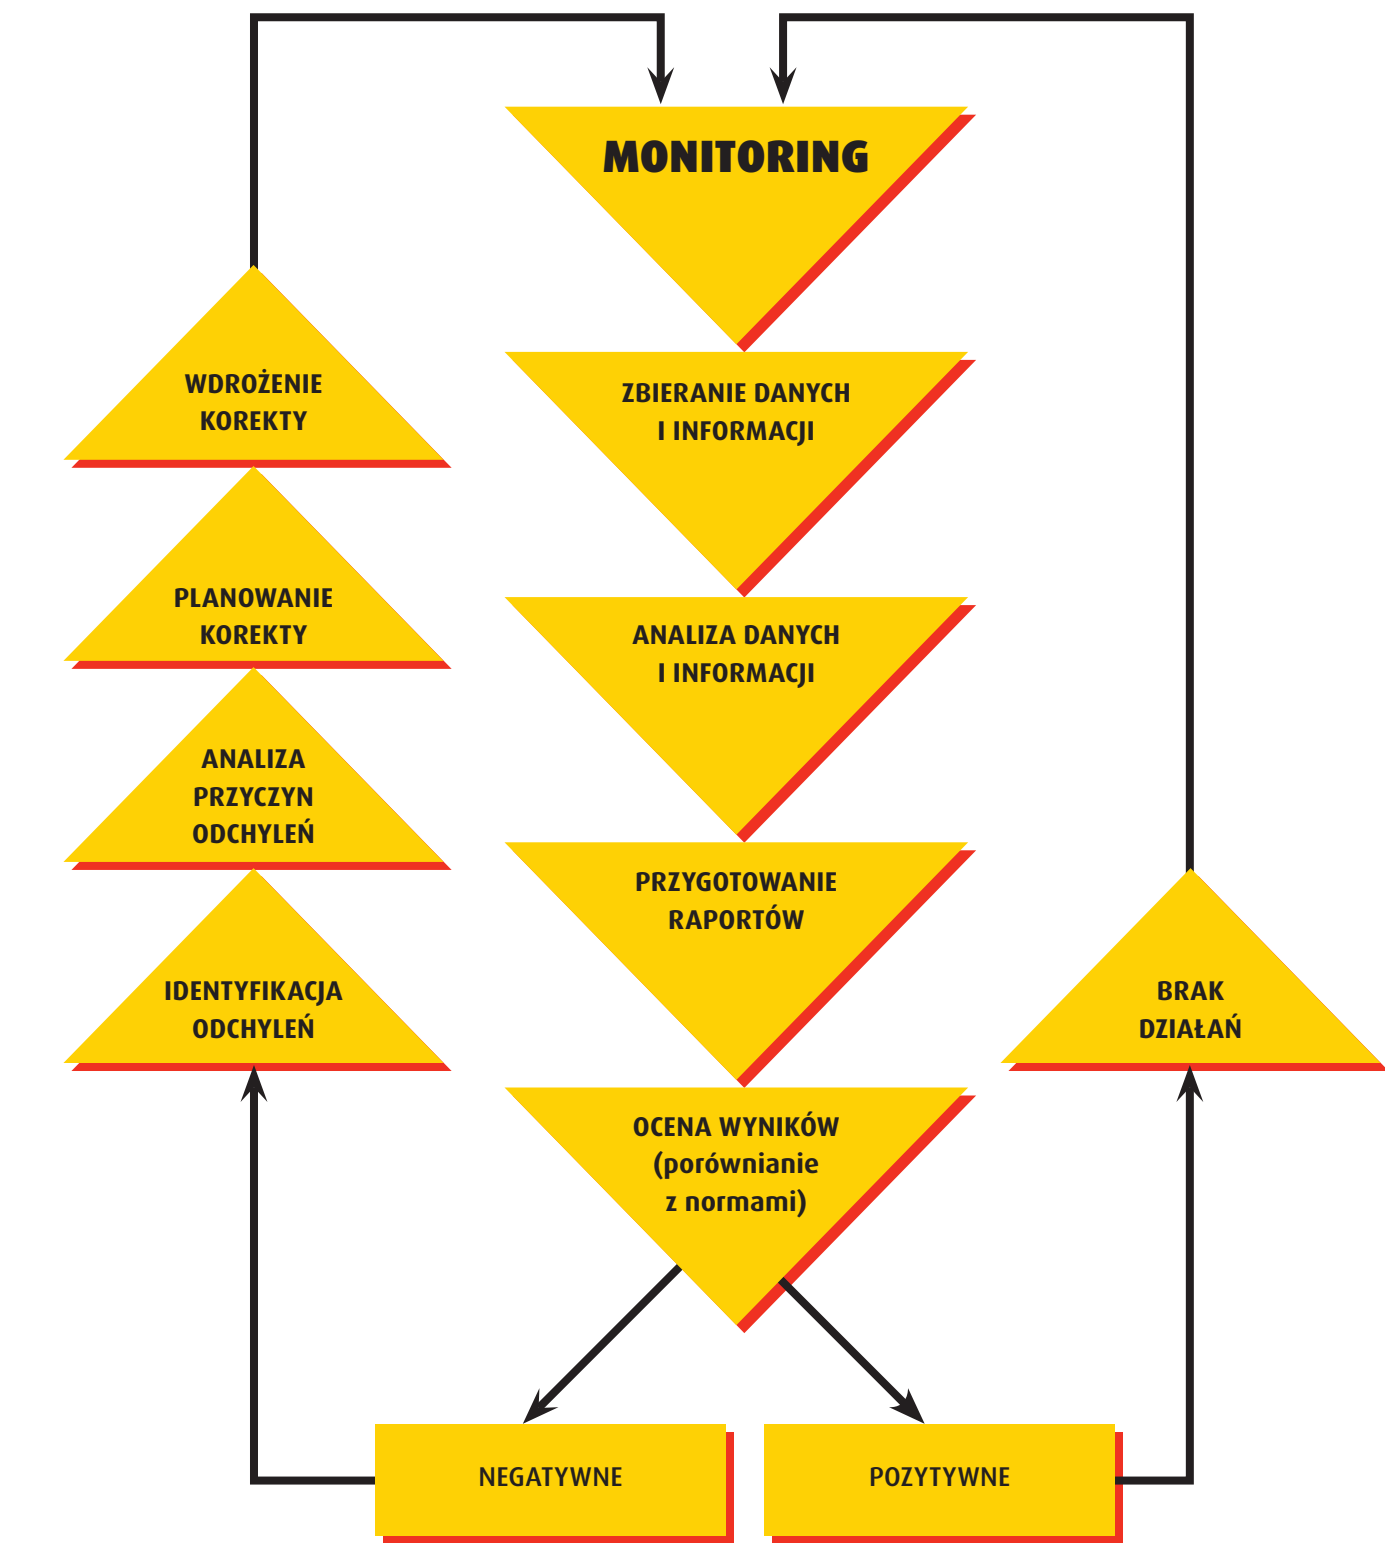 MONITORING
WDROŻENIE
KOREKTY
ZBIERANIE DANYCH
I INFORMACJI
PLANOWANIE
KOREKTY
ANALIZA DANYCH
I INFORMACJI
ANALIZA
PRZYCZYN
ODCHYLEŃ
PRZYGOTOWANIE
RAPORTÓW
IDENTYFIKACJA
ODCHYLEŃ
BRAK
DZIAŁAŃ
OCENA WYNIKÓW
(porównianie
z normami)
NEGATYWNE
POZYTYWNE